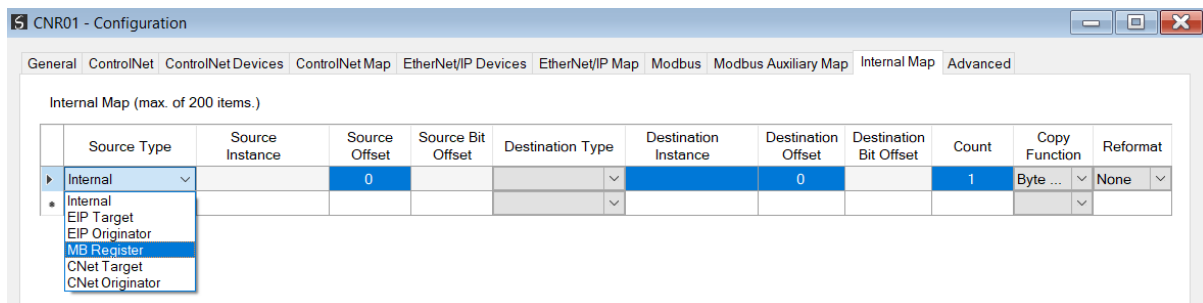 CNR01 - Configuration
General ControlNet ControlNet Devices ControlNet Map EtherNet/IP Devices EtherNet/IP Map Modbus Modbus Auxiliary Map Internal Map Advanced
Internal Map (max. of 200 items.)
Source Type Source Instance Source Offset Source Bit Offset Destination Type Destination Instance Destination Offset Destination Bit Offset Count Copy Function Reformat
Internal 0 0 1 Byte ... None
Internal
EIP Target
EIP Originator
MB Register
CNet Target
CNet Originator